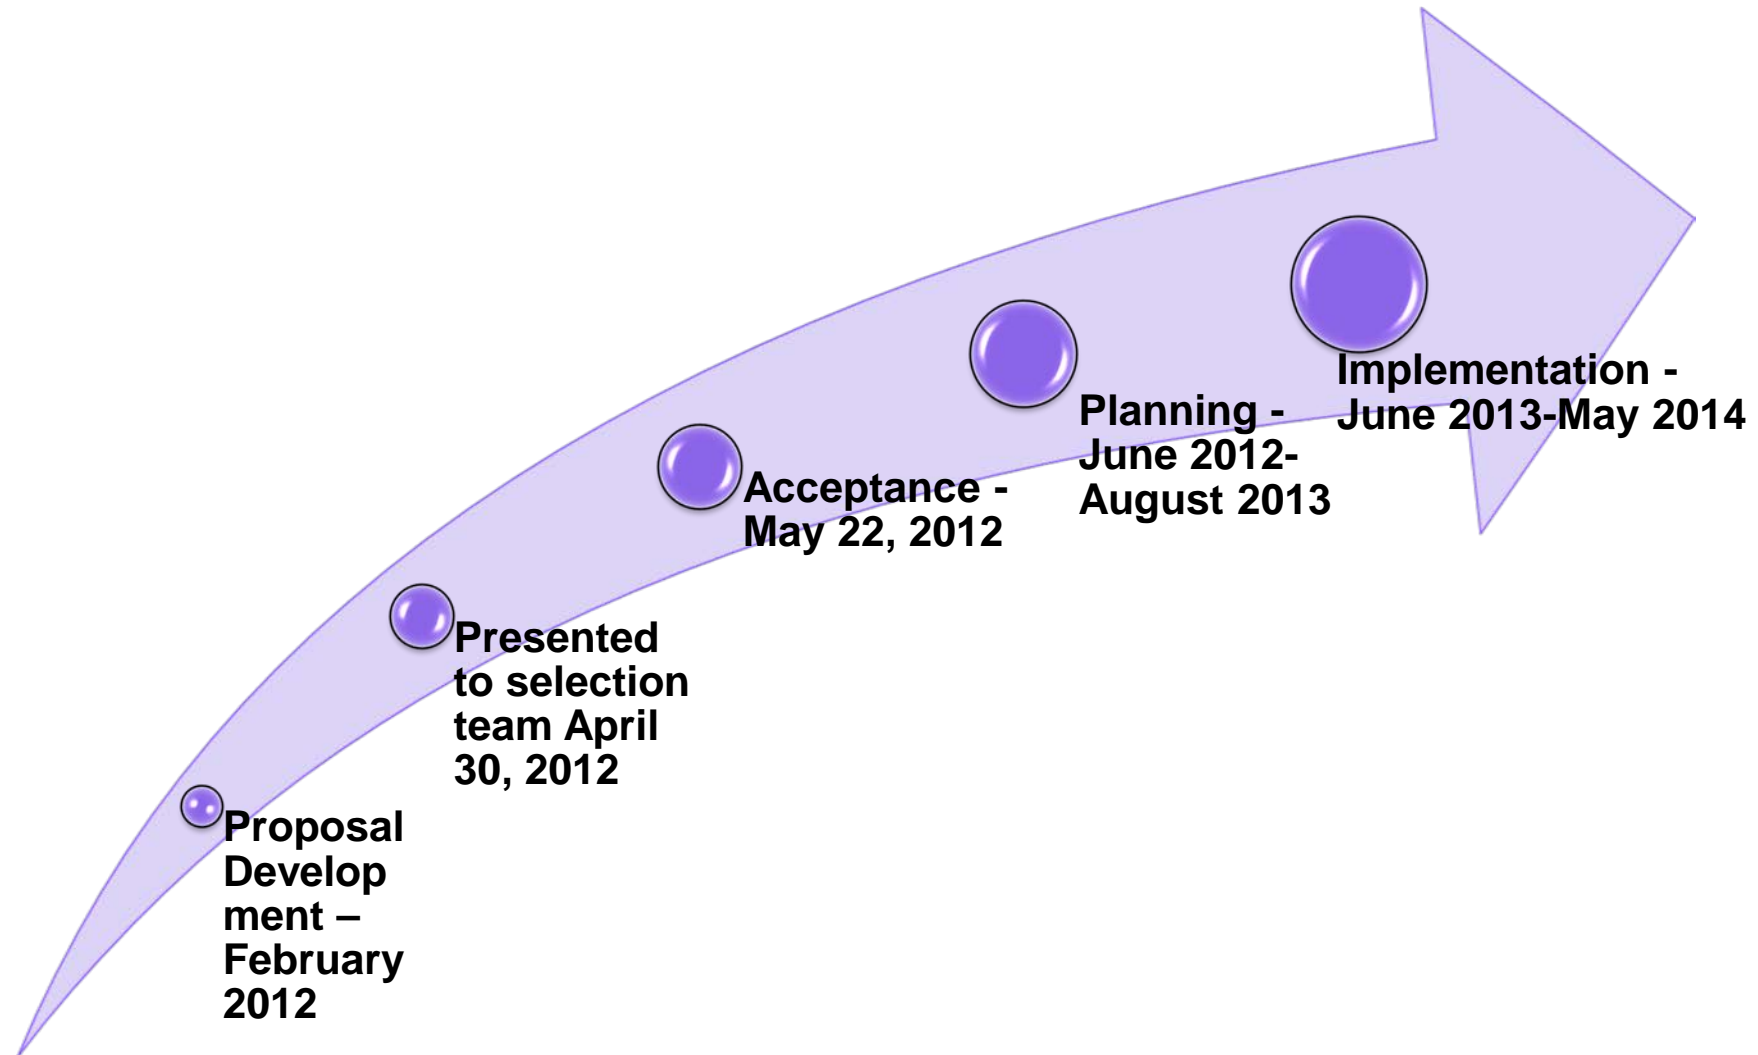 Proposal
Develop
ment –
February
2012
Presented
to selection
team April
30, 2012
Acceptance -
May 22, 2012
Planning -
June 2012-
August 2013
Implementation -
June 2013-May 2014